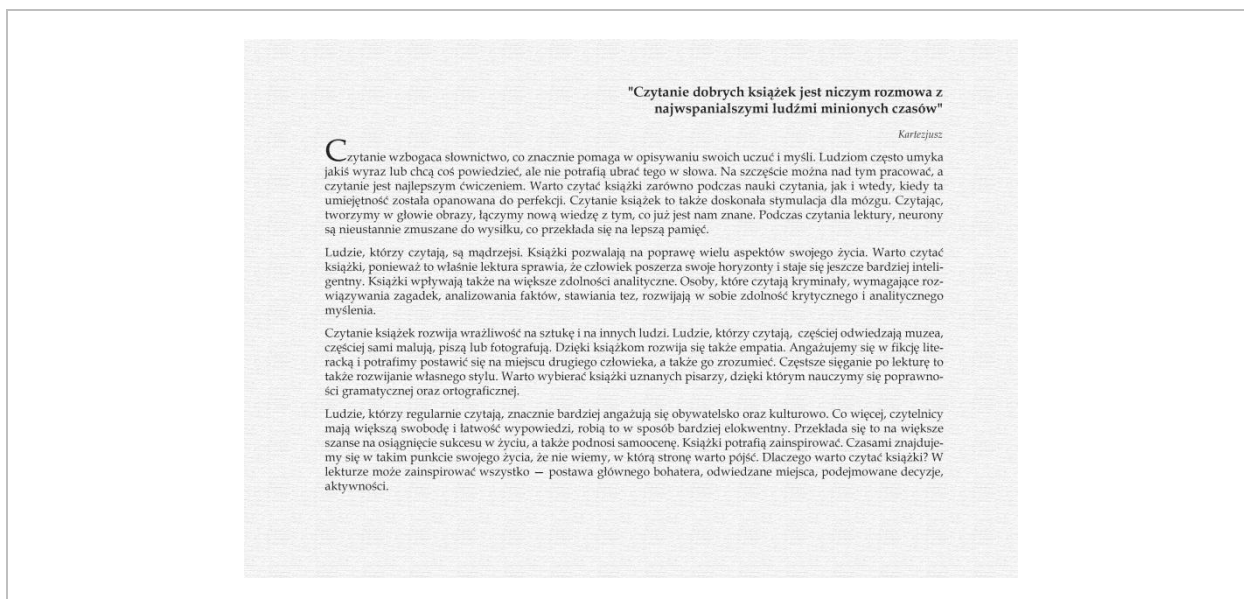 "Czytanie dobrych książek jest niczym rozmowa z
najwspanialszymi ludźmi minionych czasów"
Kartezjusz
Czytanie wzbogaca słownictwo, co znacznie pomaga w opisywaniu swoich uczuć i myśli. Ludziom często umyka
jakiś wyraz lub chcą coś powiedzieć, ale nie potrafią ubrać tego w słowa. Na szczęście można nad tym pracować, a
czytanie jest najlepszym ćwiczeniem. Warto czytać książki zarówno podczas nauki czytania, jak i wtedy, kiedy ta
umiejętność została opanowana do perfekcji. Czytanie książek to także doskonała stymulacja dla mózgu. Czytając,
tworzymy w głowie obrazy, łączymy nową wiedzę z tym, co już jest nam znane. Podczas czytania lektury, neurony
są nieustannie zmuszane do wysiłku, co przekłada się na lepszą pamięć.
Ludzie, którzy czytają, są mądrzejsi. Książki pozwalają na poprawę wielu aspektów swojego życia. Warto czytać
książki, ponieważ to właśnie lektura sprawia, że człowiek poszerza swoje horyzonty i staje się jeszcze bardziej inteli-
gentny. Książki wpływają także na większe zdolności analityczne. Osoby, które czytają kryminały, wymagające roz-
wiązywania zagadek, analizowania faktów, stawiania tez, rozwijają w sobie zdolność krytycznego i analitycznego
myślenia.
Czytanie książek rozwija wrażliwość na sztukę i na innych ludzi. Ludzie, którzy czytają, częściej odwiedzają muzea,
częściej sami malują, piszą lub fotografują. Dzięki książkom rozwija się także empatia. Angażujemy się w fikcję lite-
racką i potrafimy postawić się na miejscu drugiego człowieka, a także go zrozumieć. Częstsze sięganie po lekturę to
także rozwijanie własnego stylu. Warto wybierać książki uznanych pisarzy, dzięki którym nauczymy się poprawno-
ści gramatycznej oraz ortograficznej.
Ludzie, którzy regularnie czytają, znacznie bardziej angażują się obywatelsko oraz kulturowo. Co więcej, czytelnicy
mają większą swobodę i łatwość wypowiedzi, robią to w sposób bardziej elokwentny. Przekłada się to na większe
szanse na osiągnięcie sukcesu w życiu, a także podnosi samoocenę. Książki potrafią zainspirować. Czasami znajduje-
my się w takim punkcie swojego życia, że nie wiemy, w którą stronę warto pójść. Dlaczego warto czytać książki? W
lekturze może zainspirować wszystko — postawa głównego bohatera, odwiedzane miejsca, podejmowane decyzje,
aktywności.